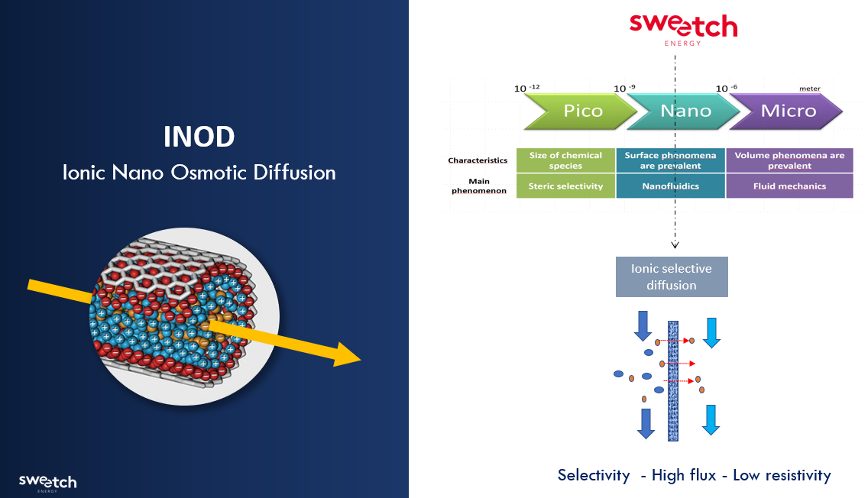 INOD
Ionic Nano Osmotic Diffusion
sweetch
ENERGY
sweetch
ENERGY
10 -12
10 -9
10 -6
meter
Pico
Nano
Micro
Characteristics
Size of chemical
species
Surface phenomena
are prevalent
Volume phenomena are
prevalent
Main
phenomenon
Steric selectivity
Nanofluidics
Fluid mechanics
Ionic selective
diffusion
Selectivity - High flux - Low resistivity